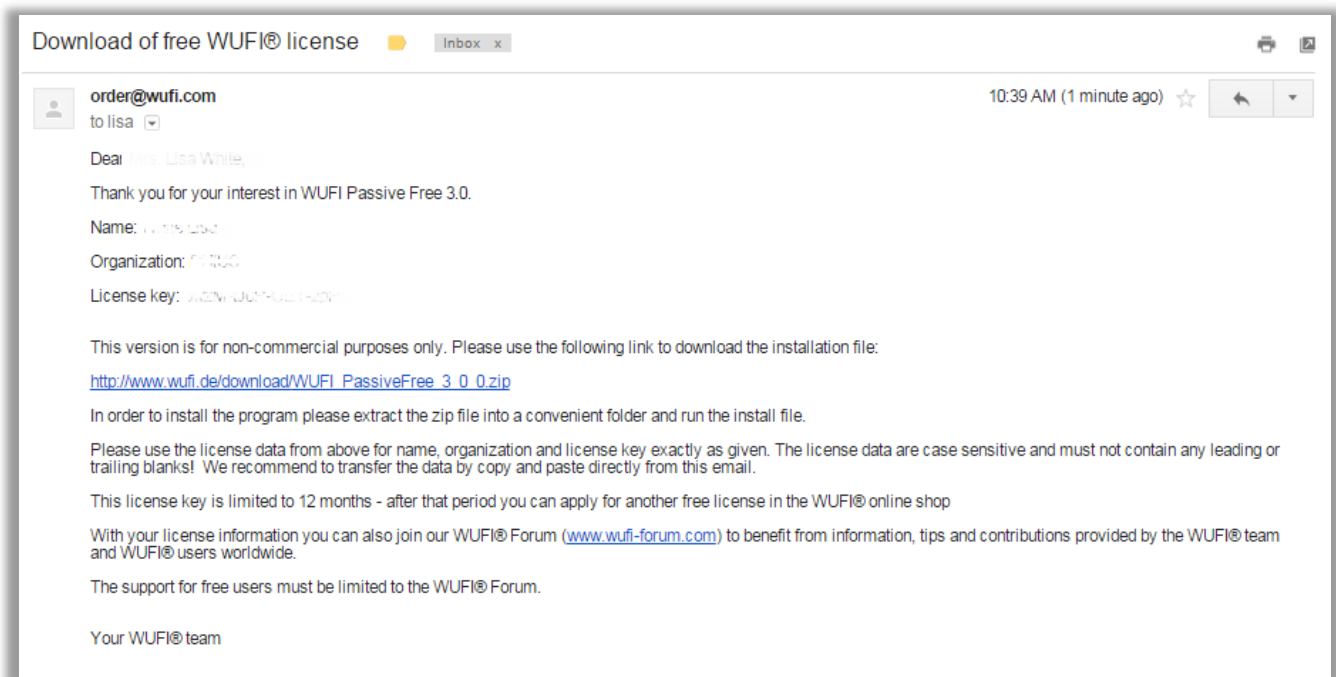 Download of free WUFI® license
Inbox x
order@wufi.com
10:39 AM (1 minute ago)
to lisa
Dear Mrs. Lisa White,
Thank you for your interest in WUFI Passive Free 3.0.
Name:
Organization:
License key:
This version is for non-commercial purposes only. Please use the following link to download the installation file:
http://www.wufi.de/download/WUFI_PassiveFree_3_0_0.zip
In order to install the program please extract the zip file into a convenient folder and run the install file.
Please use the license data from above for name, organization and license key exactly as given. The license data are case sensitive and must not contain any leading or
trailing blanks!  We recommend to transfer the data by copy and paste directly from this email.
This license key is limited to 12 months - after that period you can apply for another free license in the WUFI® online shop
With your license information you can also join our WUFI® Forum (www.wufi-forum.com) to benefit from information, tips and contributions provided by the WUFI® team
and WUFI® users worldwide.
The support for free users must be limited to the WUFI® Forum.
Your WUFI® team